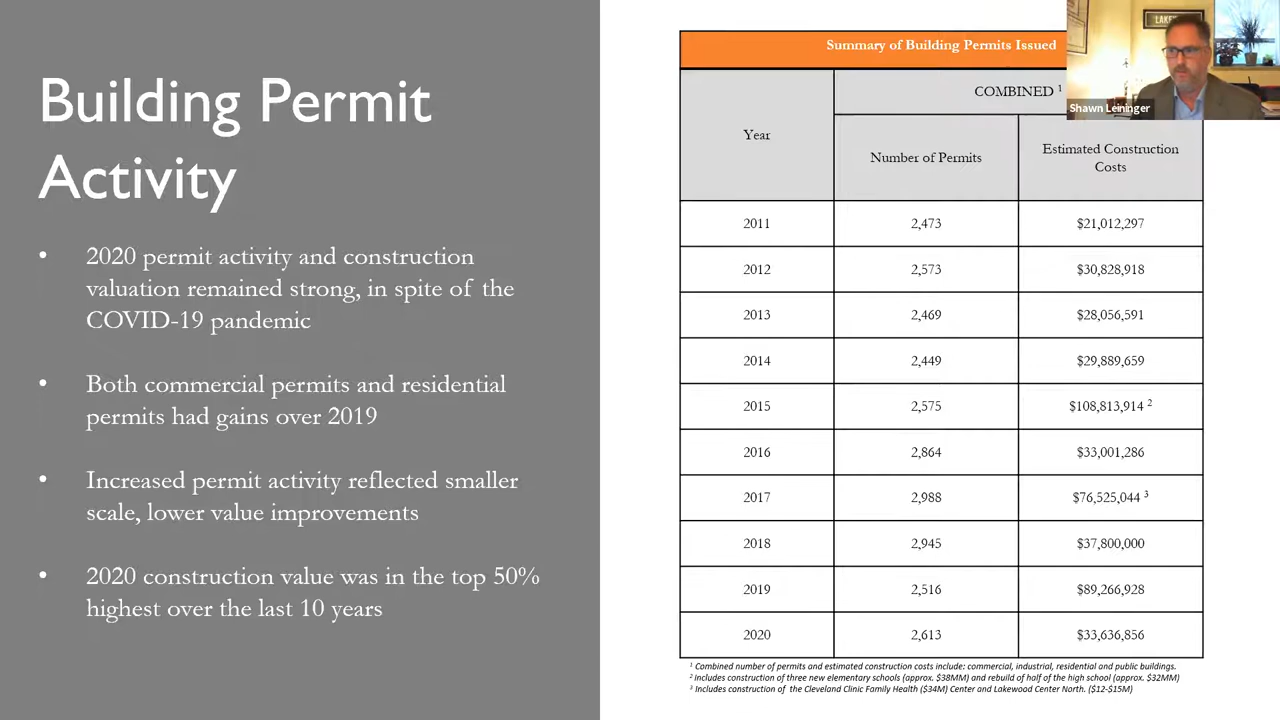 Building Permit
Activity
• 2020 permit activity and construction
valuation remained strong, in spite of the
COVID-19 pandemic
• Both commercial permits and residential
permits had gains over 2019
• Increased permit activity reflected smaller
scale, lower value improvements
• 2020 construction value was in the top 50%
highest over the last 10 years
Summary of Building Permits Issued
Year
COMBINED ¹
Number of Permits
Estimated Construction
Costs
2011 2,473 $21,012,297
2012 2,573 $30,828,918
2013 2,469 $28,056,591
2014 2,449 $29,889,659
2015 2,575 $108,813,914 ²
2016 2,864 $33,001,286
2017 2,988 $76,525,044 ³
2018 2,945 $37,800,000
2019 2,516 $89,266,928
2020 2,613 $33,636,856
¹ Combined number of permits and estimated construction costs include: commercial, industrial, residential and public buildings.
² Includes construction of three new elementary schools (approx. $38MM) and rebuild of half of the high school (approx. $32MM)
³ Includes construction of the Cleveland Clinic Family Health ($34M) Center and Lakewood Center North. ($12-$15M)
Shawn Leininger